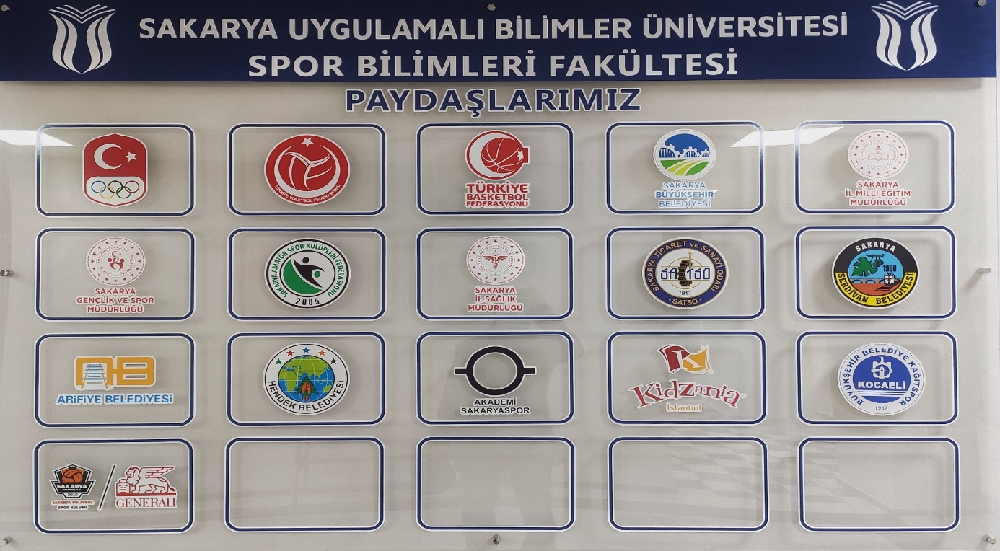 SAKARYA UYGULAMALI BİLİMLER ÜNİVERSİTESİ
SPOR BİLİMLERİ FAKÜLTESİ
PAYDAŞLARIMIZ
TÜRKİYE VOLEYBOL FEDERASYONU
TÜRKİYE
BASKETBOL
FEDERASYONU
SAKARYA
BÜYÜKŞEHİR
BELEDİYESİ
SAKARYA
İL MİLLİ EĞİTİM
MÜDÜRLÜĞÜ
SAKARYA
GENÇLİK VE SPOR
MÜDÜRLÜĞÜ
SAKARYA AMATÖR SPOR KULÜPLERİ FEDERASYONU
2005
SAKARYA
İL SAĞLIK
MÜDÜRLÜĞÜ
SAKARYA TİCARET ve SANAYİ ODASI
SATSO
1917
SATSO
SAKARYA
1956
SERDİVAN BELEDİYESİ
AB
ARİFİYE BELEDİYESİ
HENDEK BELEDİYESİ
AKADEMİ
SAKARYASPOR
K
KidZania
İstanbul
BÜYÜKŞEHİR BELEDİYE KAĞITSPOR
KOCAELİ
1937
SAKARYA
SAKARYA VOLEYBOL
SPOR KULÜBÜ
GENERALI